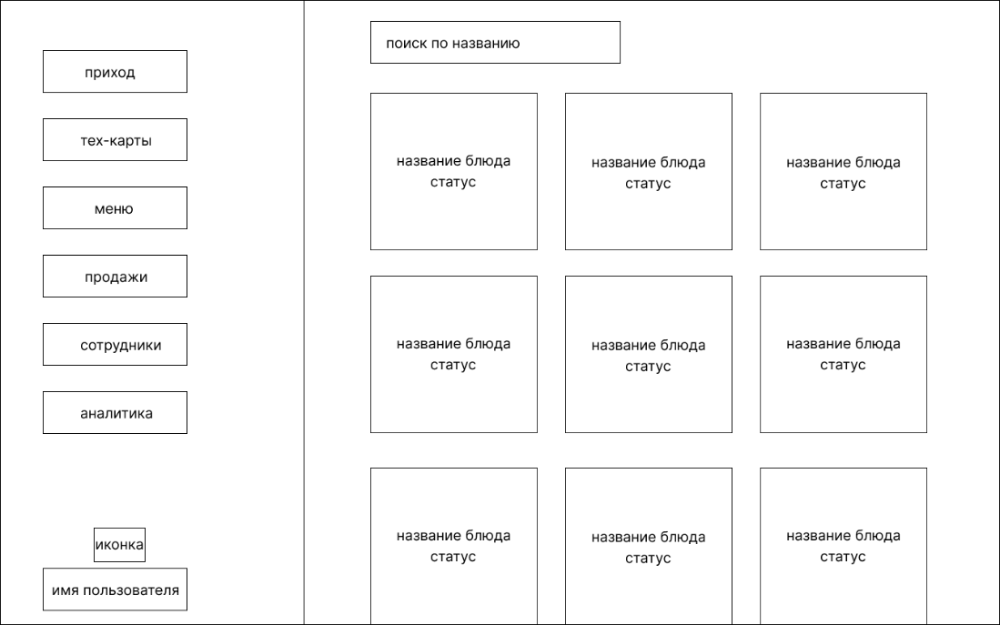 приход
тех-карты
меню
продажи
сотрудники
аналитика
иконка
имя пользователя
поиск по названию
название блюда
статус
название блюда
статус
название блюда
статус
название блюда
статус
название блюда
статус
название блюда
статус
название блюда
статус
название блюда
статус
название блюда
статус